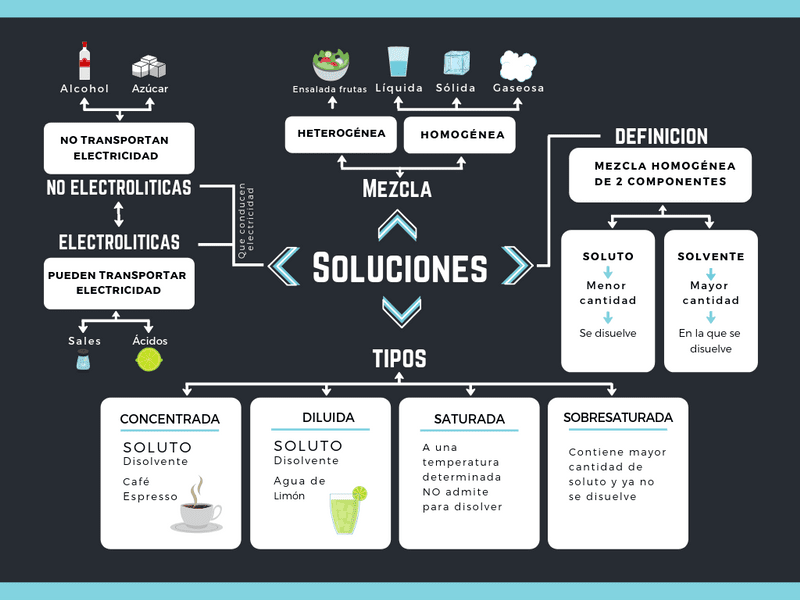 Alcohol
Azúcar
NO TRANSPORTAN
ELECTRICIDAD
NO ELECTROLITICAS
ELECTROLITICAS
PUEDEN TRANSPORTAR
ELECTRICIDAD
Sales
Ácidos
Que conducen
electricidad
Ensalada frutas
Líquida
Sólida
Gaseosa
HETEROGÉNEA
HOMOGÉNEA
MEZCLA
SOLUCIONES
DEFINICION
MEZCLA HOMOGÉNEA
DE 2 COMPONENTES
SOLUTO
Menor
cantidad
Se disuelve
SOLVENTE
Mayor
cantidad
En la que se
disuelve
TIPOS
CONCENTRADA
SOLUTO
Disolvente
Café
Espresso
DILUIDA
SOLUTO
Disolvente
Agua de
Limón
SATURADA
A una
temperatura
determinada
NO admite
para disolver
SOBRESATURADA
Contiene mayor
cantidad de
soluto y ya no
se disuelve